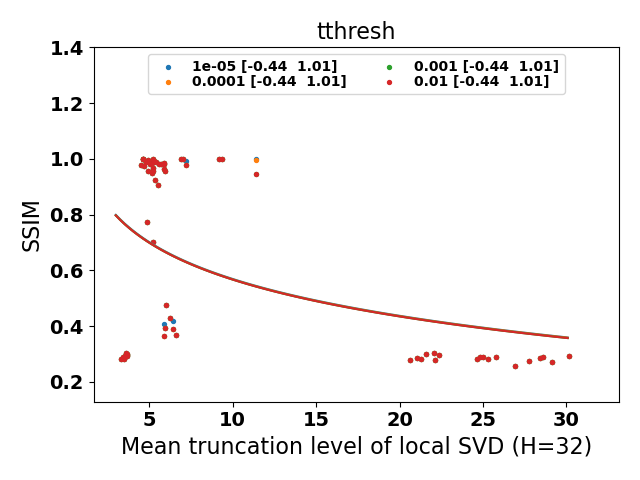 tthresh
1e-05 [-0.44  1.01]
0.0001 [-0.44  1.01]
0.001 [-0.44  1.01]
0.01 [-0.44  1.01]
1.4
1.2
1.0
0.8
0.6
0.4
0.2
SSIM
5 10 15 20 25 30
Mean truncation level of local SVD (H=32)